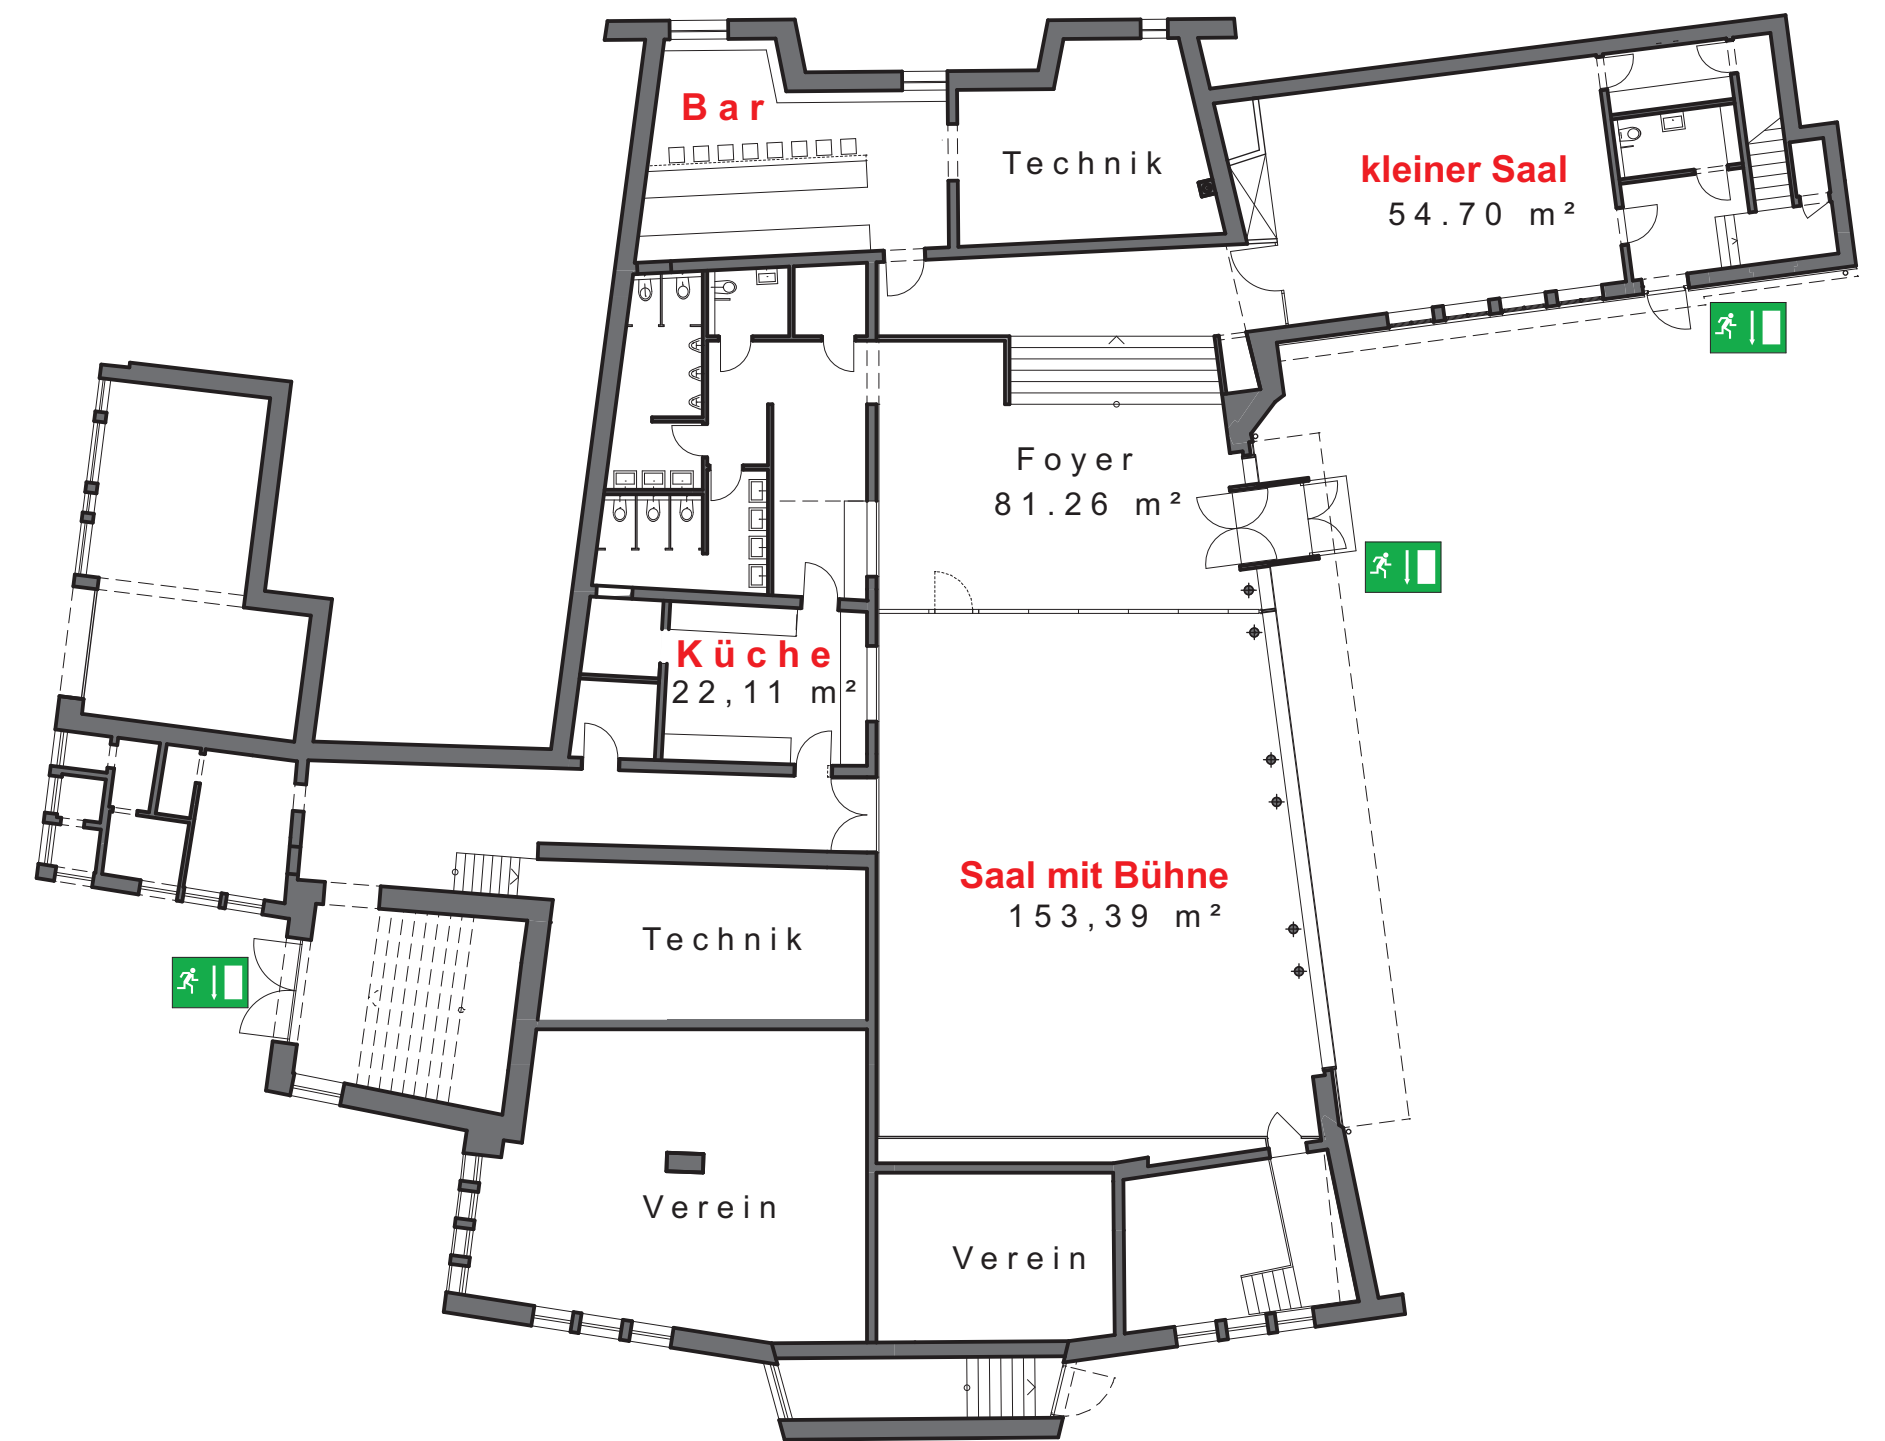 Bar
Technik
kleiner Saal
54.70 m²
Foyer
81.26 m²
Küche
22,11 m²
Saal mit Bühne
153,39 m²
Technik
Verein
Verein